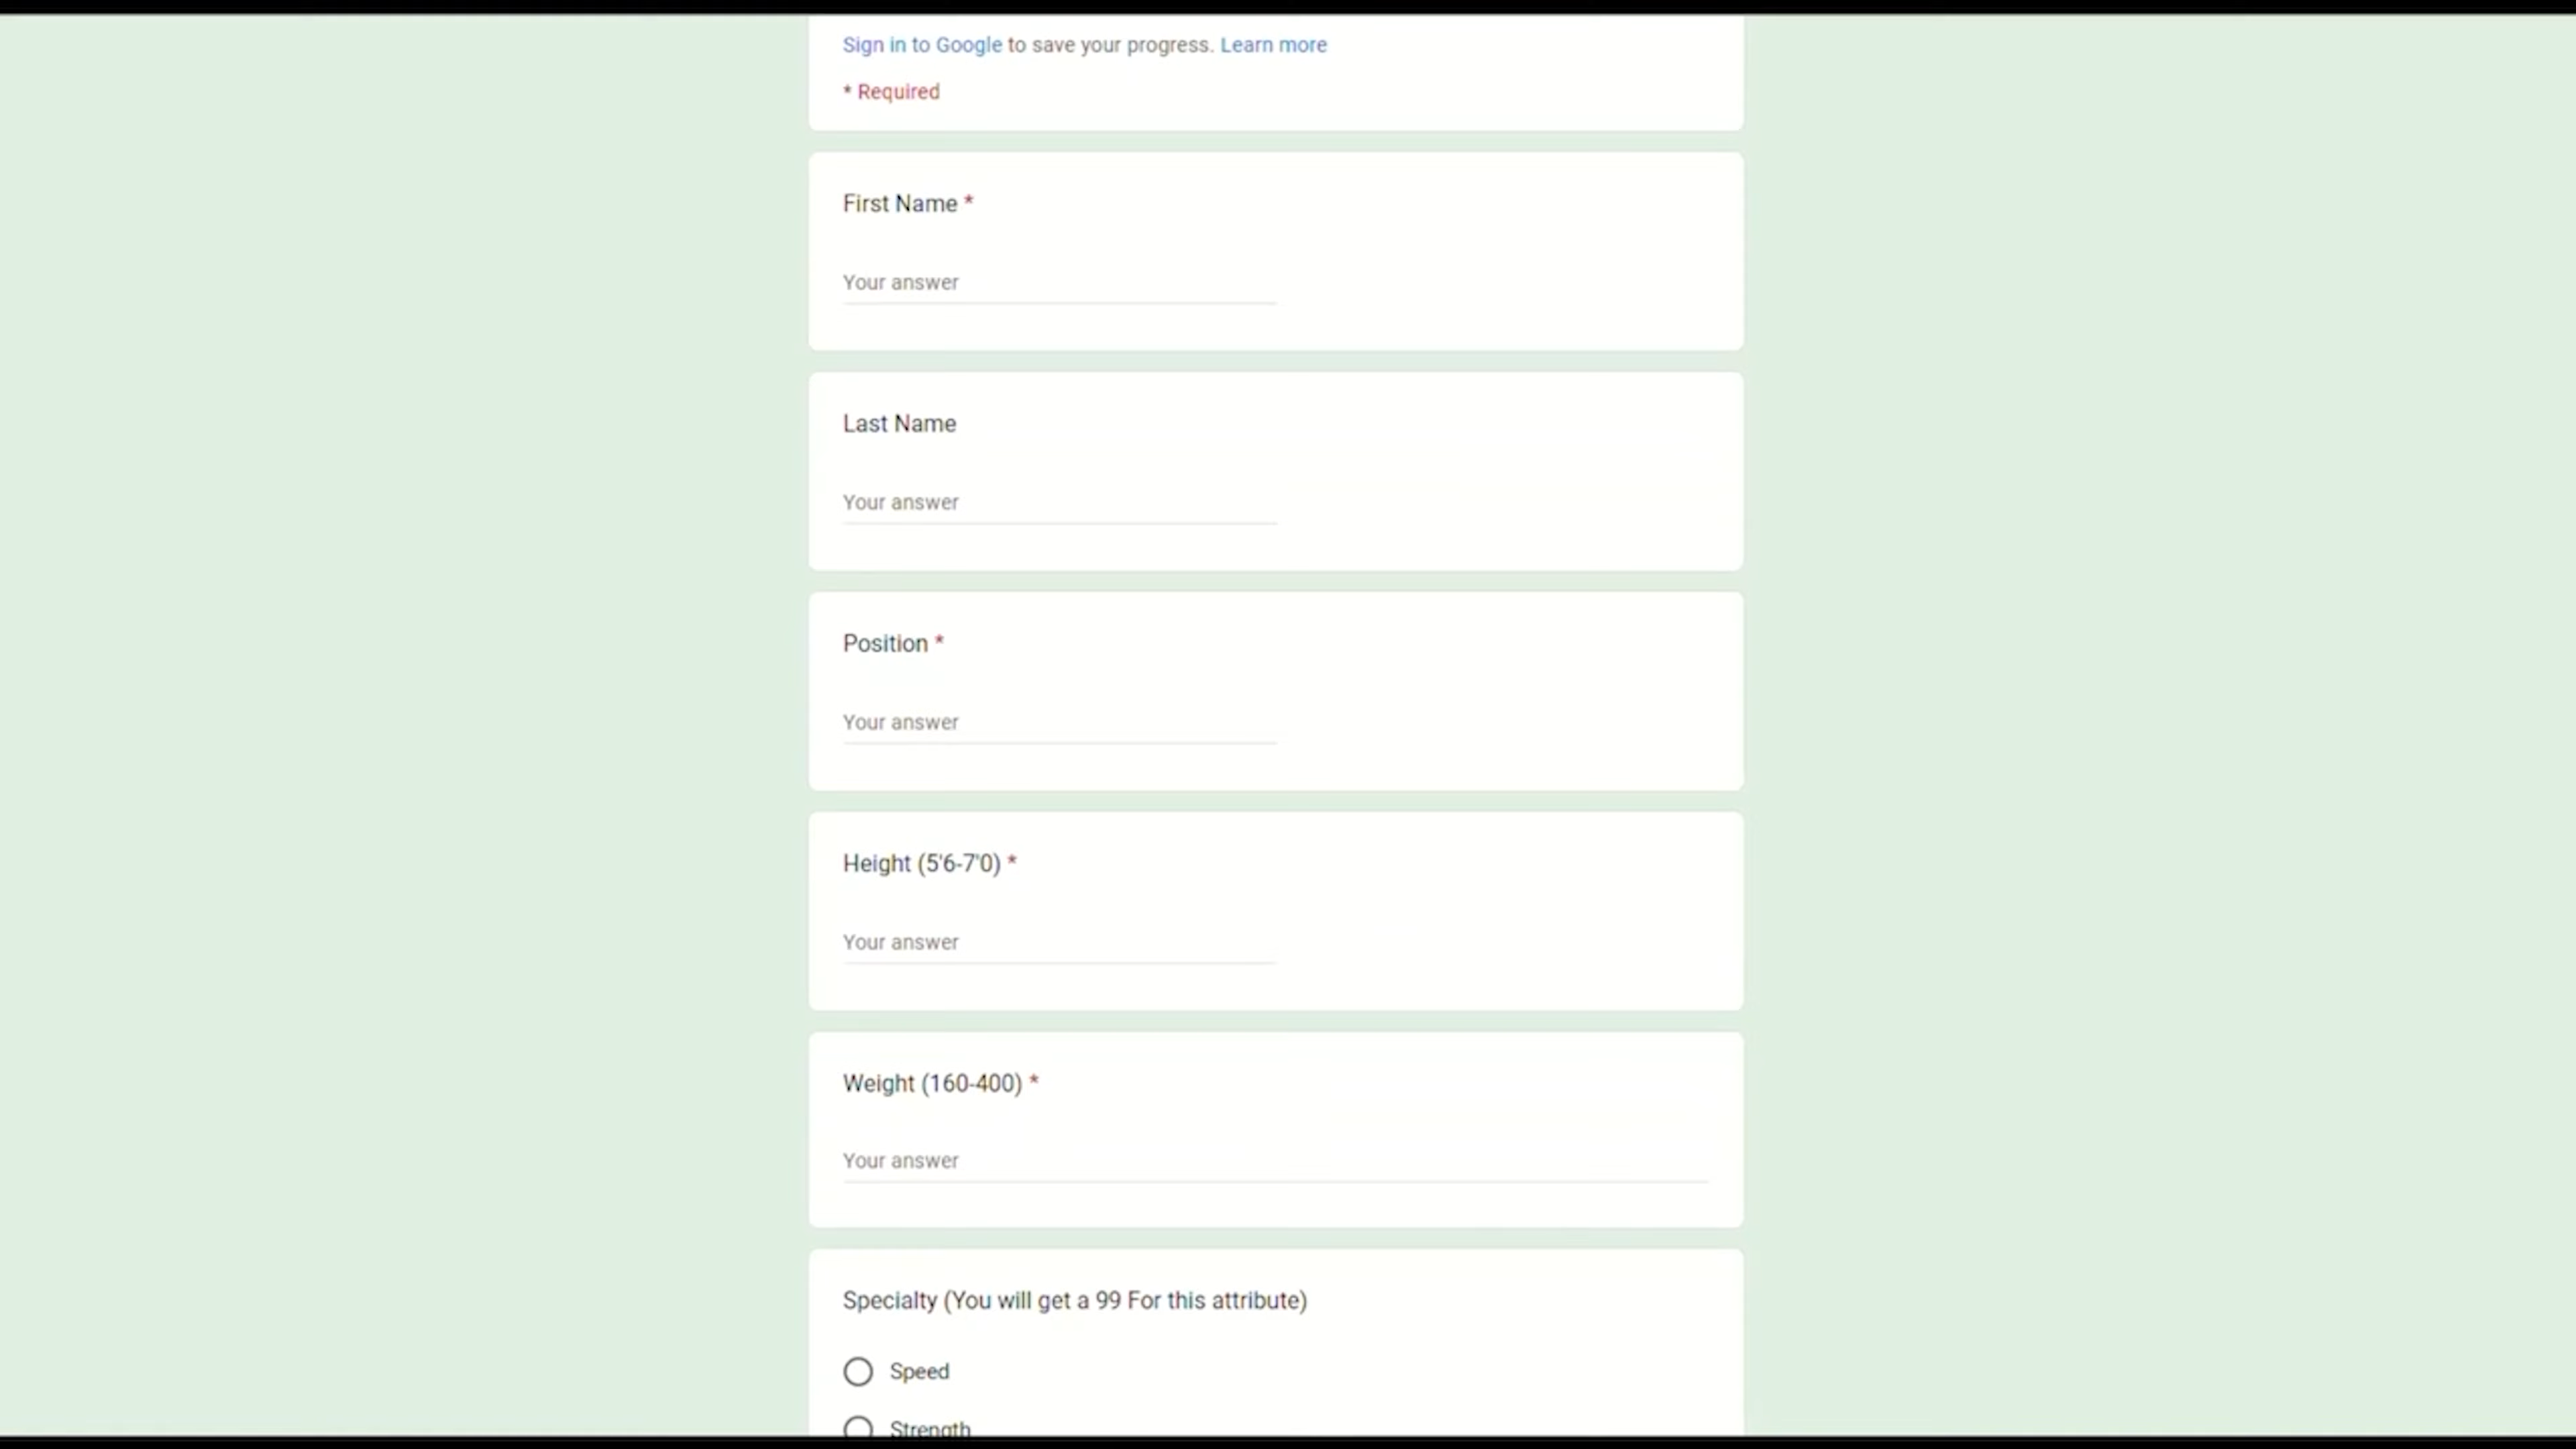 Sign in to Google to save your progress. Learn more
* Required
First Name *
Your answer
Last Name
Your answer
Position *
Your answer
Height (5'6-7'0) *
Your answer
Weight (160-400) *
Your answer
Specialty (You will get a 99 For this attribute)
Speed
Strength